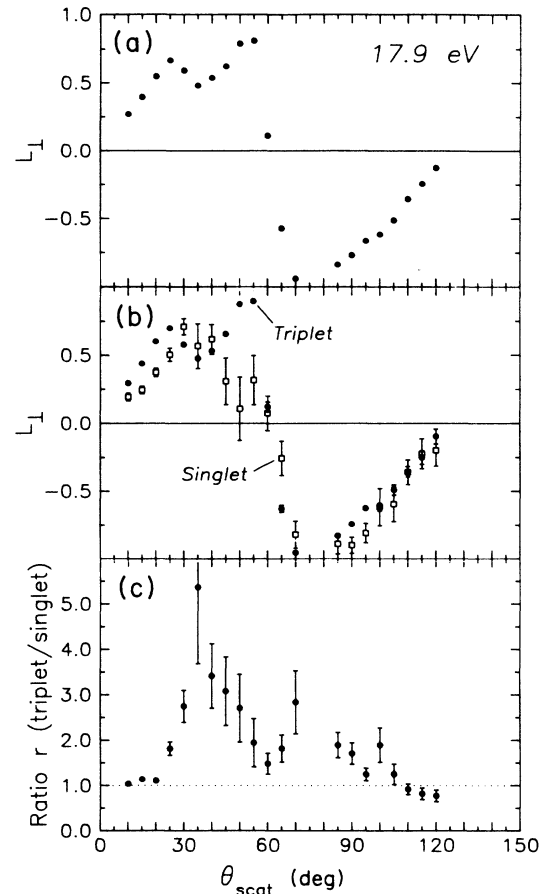 1.0
(a)
17.9 eV
0.5
L⊥
0.0
−0.5
(b)
0.5
Triplet
L⊥
0.0
Singlet
−0.5
(c)
5.0
4.0
3.0
2.0
1.0
0.0
Ratio r (triplet/singlet)
0 30 60 90 120 150
θscat (deg)